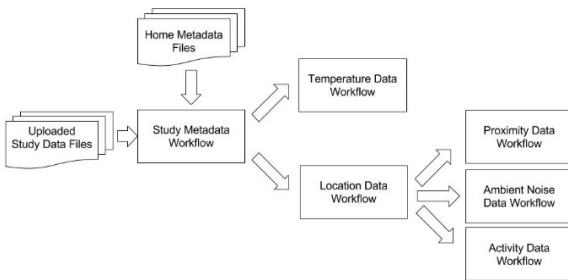 Home Metadata
Files
Temperature Data
Workflow
Uploaded
Study Data Files
Study Metadata
Workflow
Proximity Data
Workflow
Location Data
Workflow
Ambient Noise
Data Workflow
Activity Data
Workflow